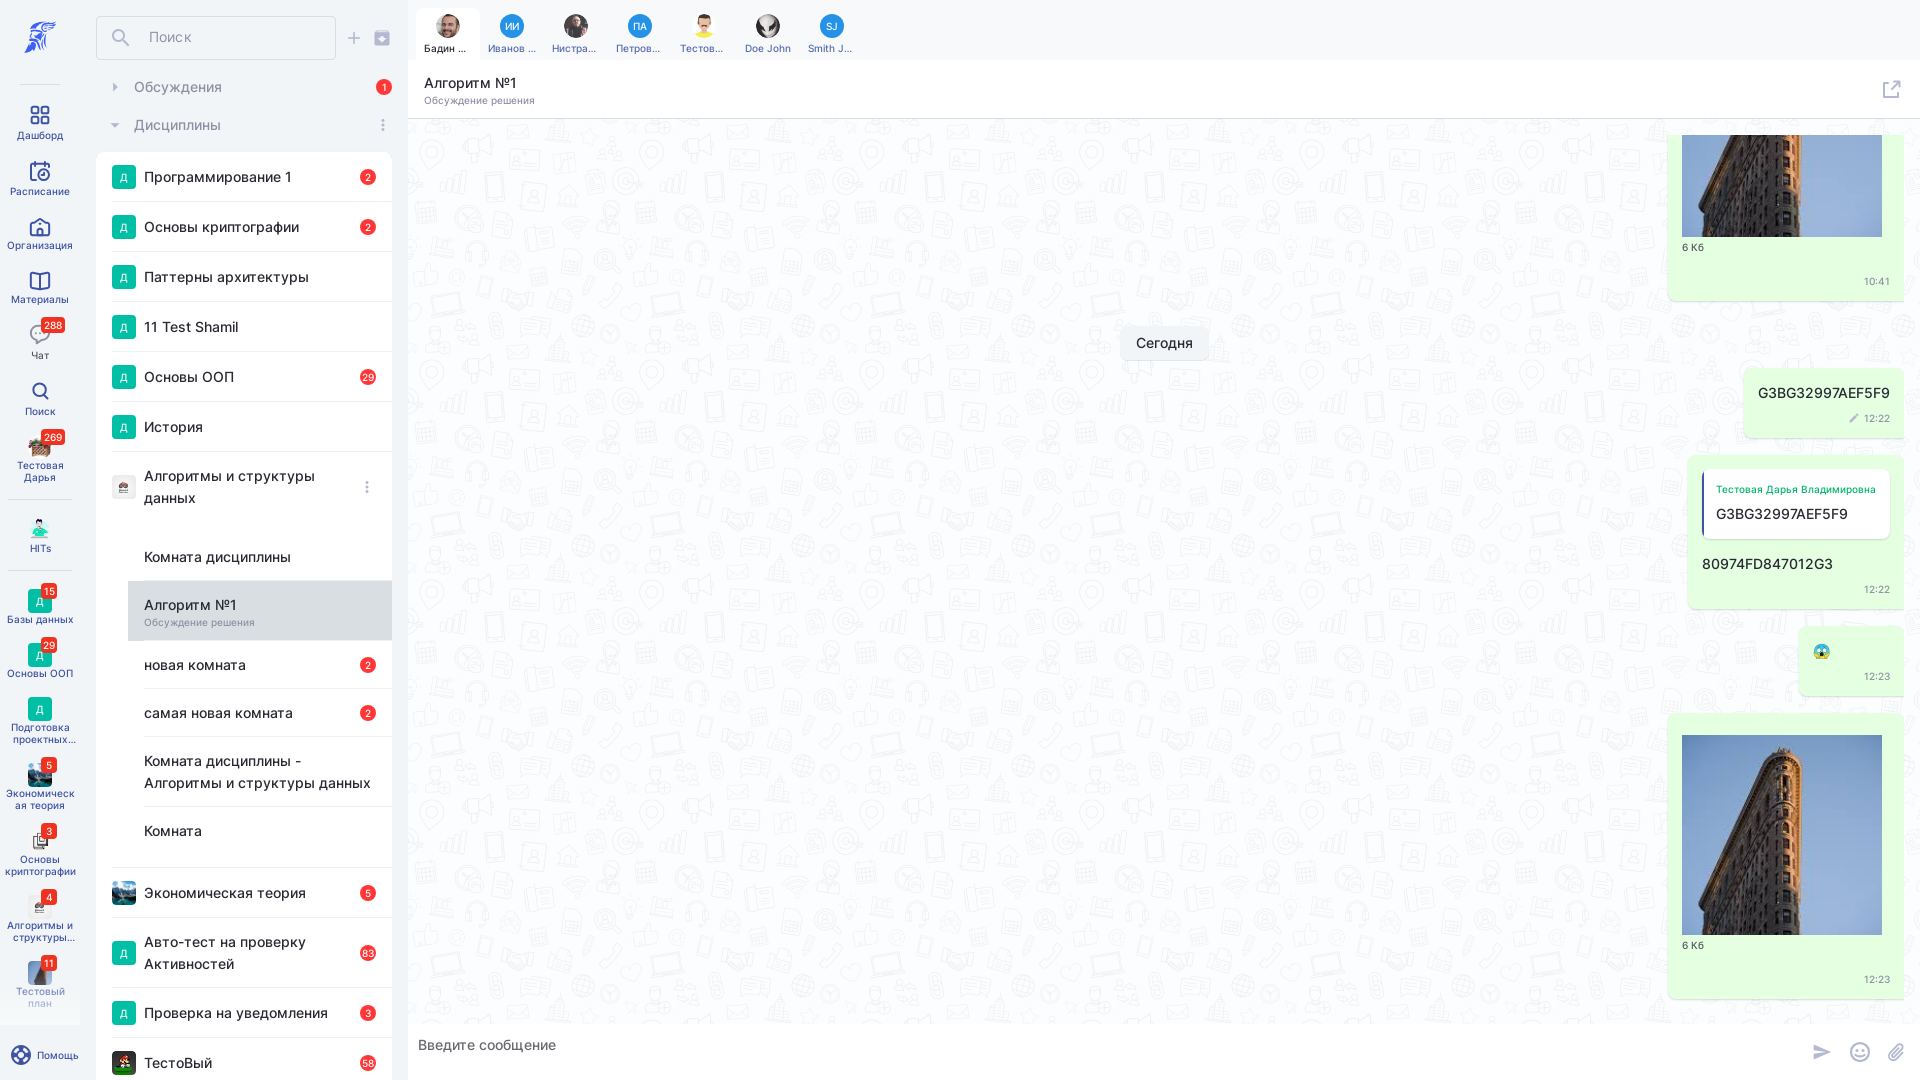 Дашборд
Расписание
Организация
Материалы
288
Чат
Поиск
269
Тестовая
Дарья
HITs
15
Д
Базы данных
29
Д
Основы ООП
Д
Подготовка
проектных...
5
Экономическ
ая теория
3
Основы
криптографии
4
Алгоритмы и
структуры...
11
Тестовый
план
Помощь
Поиск
Обсуждения
1
Дисциплины
Д Программирование 1 2
Д Основы криптографии 2
Д Паттерны архитектуры
Д 11 Test Shamil
Д Основы ООП 29
Д История
Алгоритмы и структуры
данных
Комната дисциплины
Алгоритм №1
Обсуждение решения
новая комната 2
самая новая комната 2
Комната дисциплины -
Алгоритмы и структуры данных
Комната
Экономическая теория 5
Д Авто-тест на проверку
Активностей 83
Д Проверка на уведомления 3
ТестоВый 58
ИИ ПА SJ
Бадин ... Иванов ... Нистра... Петров... Тестов... Doe John Smith J...
Алгоритм №1
Обсуждение решения
6 Кб
10:41
Сегодня
G3BG32997AEF5F9
12:22
Тестовая Дарья Владимировна
G3BG32997AEF5F9
80974FD847012G3
12:22
12:23
6 Кб
12:23
Введите сообщение